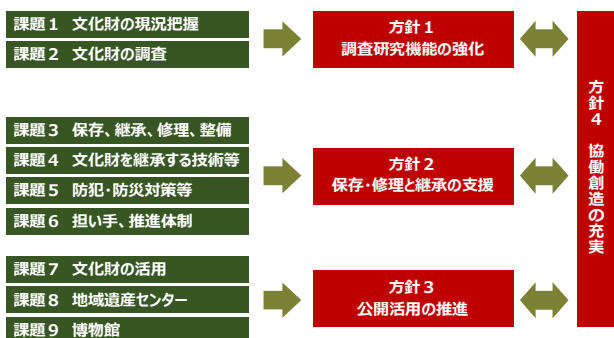 課題１ 文化財の現況把握
課題２ 文化財の調査
方針１
調査研究機能の強化
課題３ 保存、継承、修理、整備
課題４ 文化財を継承する技術等
課題５ 防犯・防災対策等
課題６ 担い手、推進体制
方針２
保存・修理と継承の支援
課題７ 文化財の活用
課題８ 地域遺産センター
課題９ 博物館
方針３
公開活用の推進
方針４ 協働創造の充実